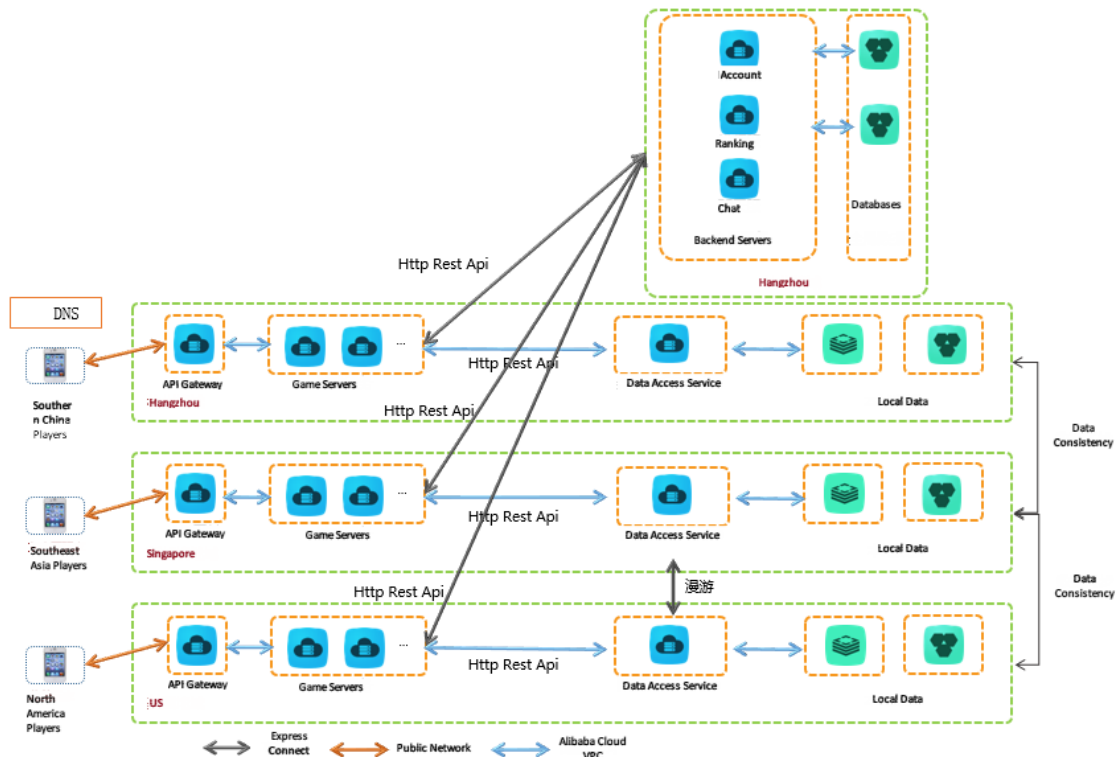 Account
Ranking
Chat
Backend Servers
Databases
Hangzhou
Http Rest Api
DNS
API Gateway
Game Servers
...
Http Rest Api
Data Access Service
Local Data
Hangzhou
Souther
n China
Players
Http Rest Api
Data
Consistency
API Gateway
Game Servers
...
Http Rest Api
Data Access Service
Local Data
Singapore
Southeast
Asia Players
漫游
Http Rest Api
Data
Consistency
API Gateway
Game Servers
...
Http Rest Api
Data Access Service
Local Data
US
North
America
Players
Express
Connect
Public Network
Alibaba Cloud
VPC